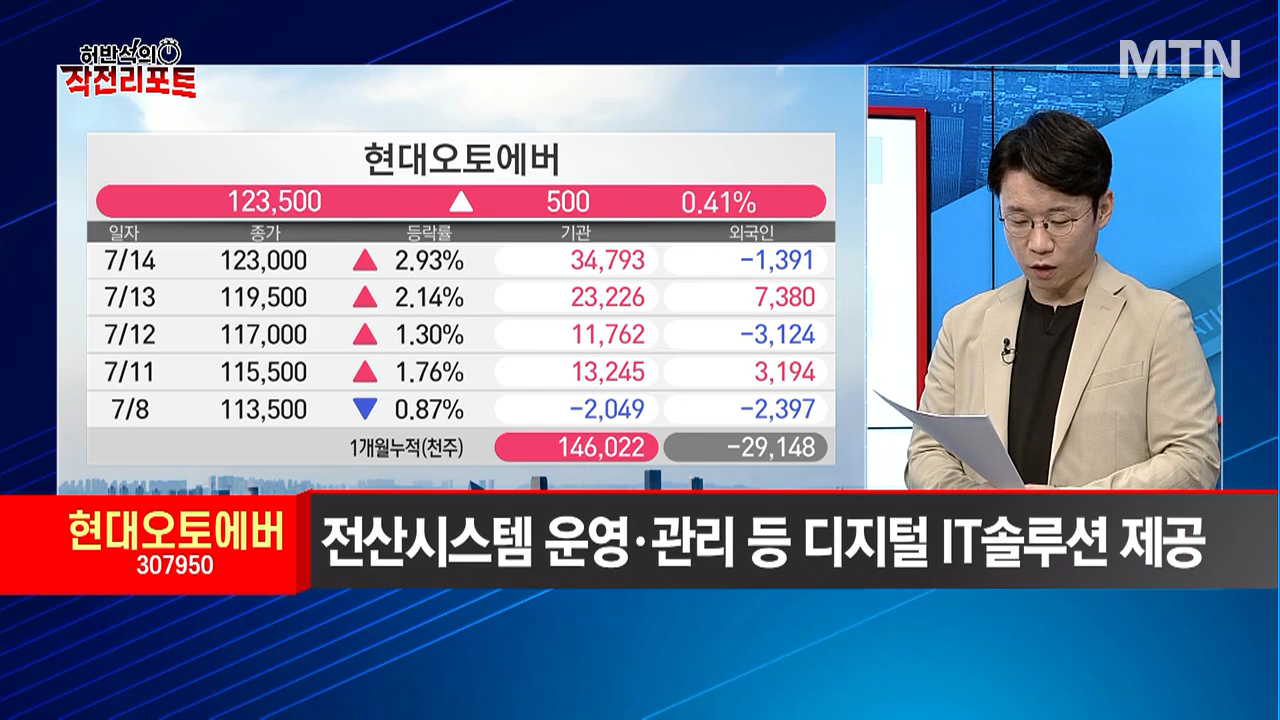 허반석의
작전리포트
MTN
현대오토에버
123,500 ▲ 500 0.41%
일자 종가 등락률 기관 외국인
7/14 123,000 ▲ 2.93% 34,793 −1,391
7/13 119,500 ▲ 2.14% 23,226 7,380
7/12 117,000 ▲ 1.30% 11,762 −3,124
7/11 115,500 ▲ 1.76% 13,245 3,194
7/8 113,500 ▼ 0.87% −2,049 −2,397
1개월누적(천주) 146,022 −29,148
현대오토에버
307950
전산시스템 운영·관리 등 디지털 IT솔루션 제공